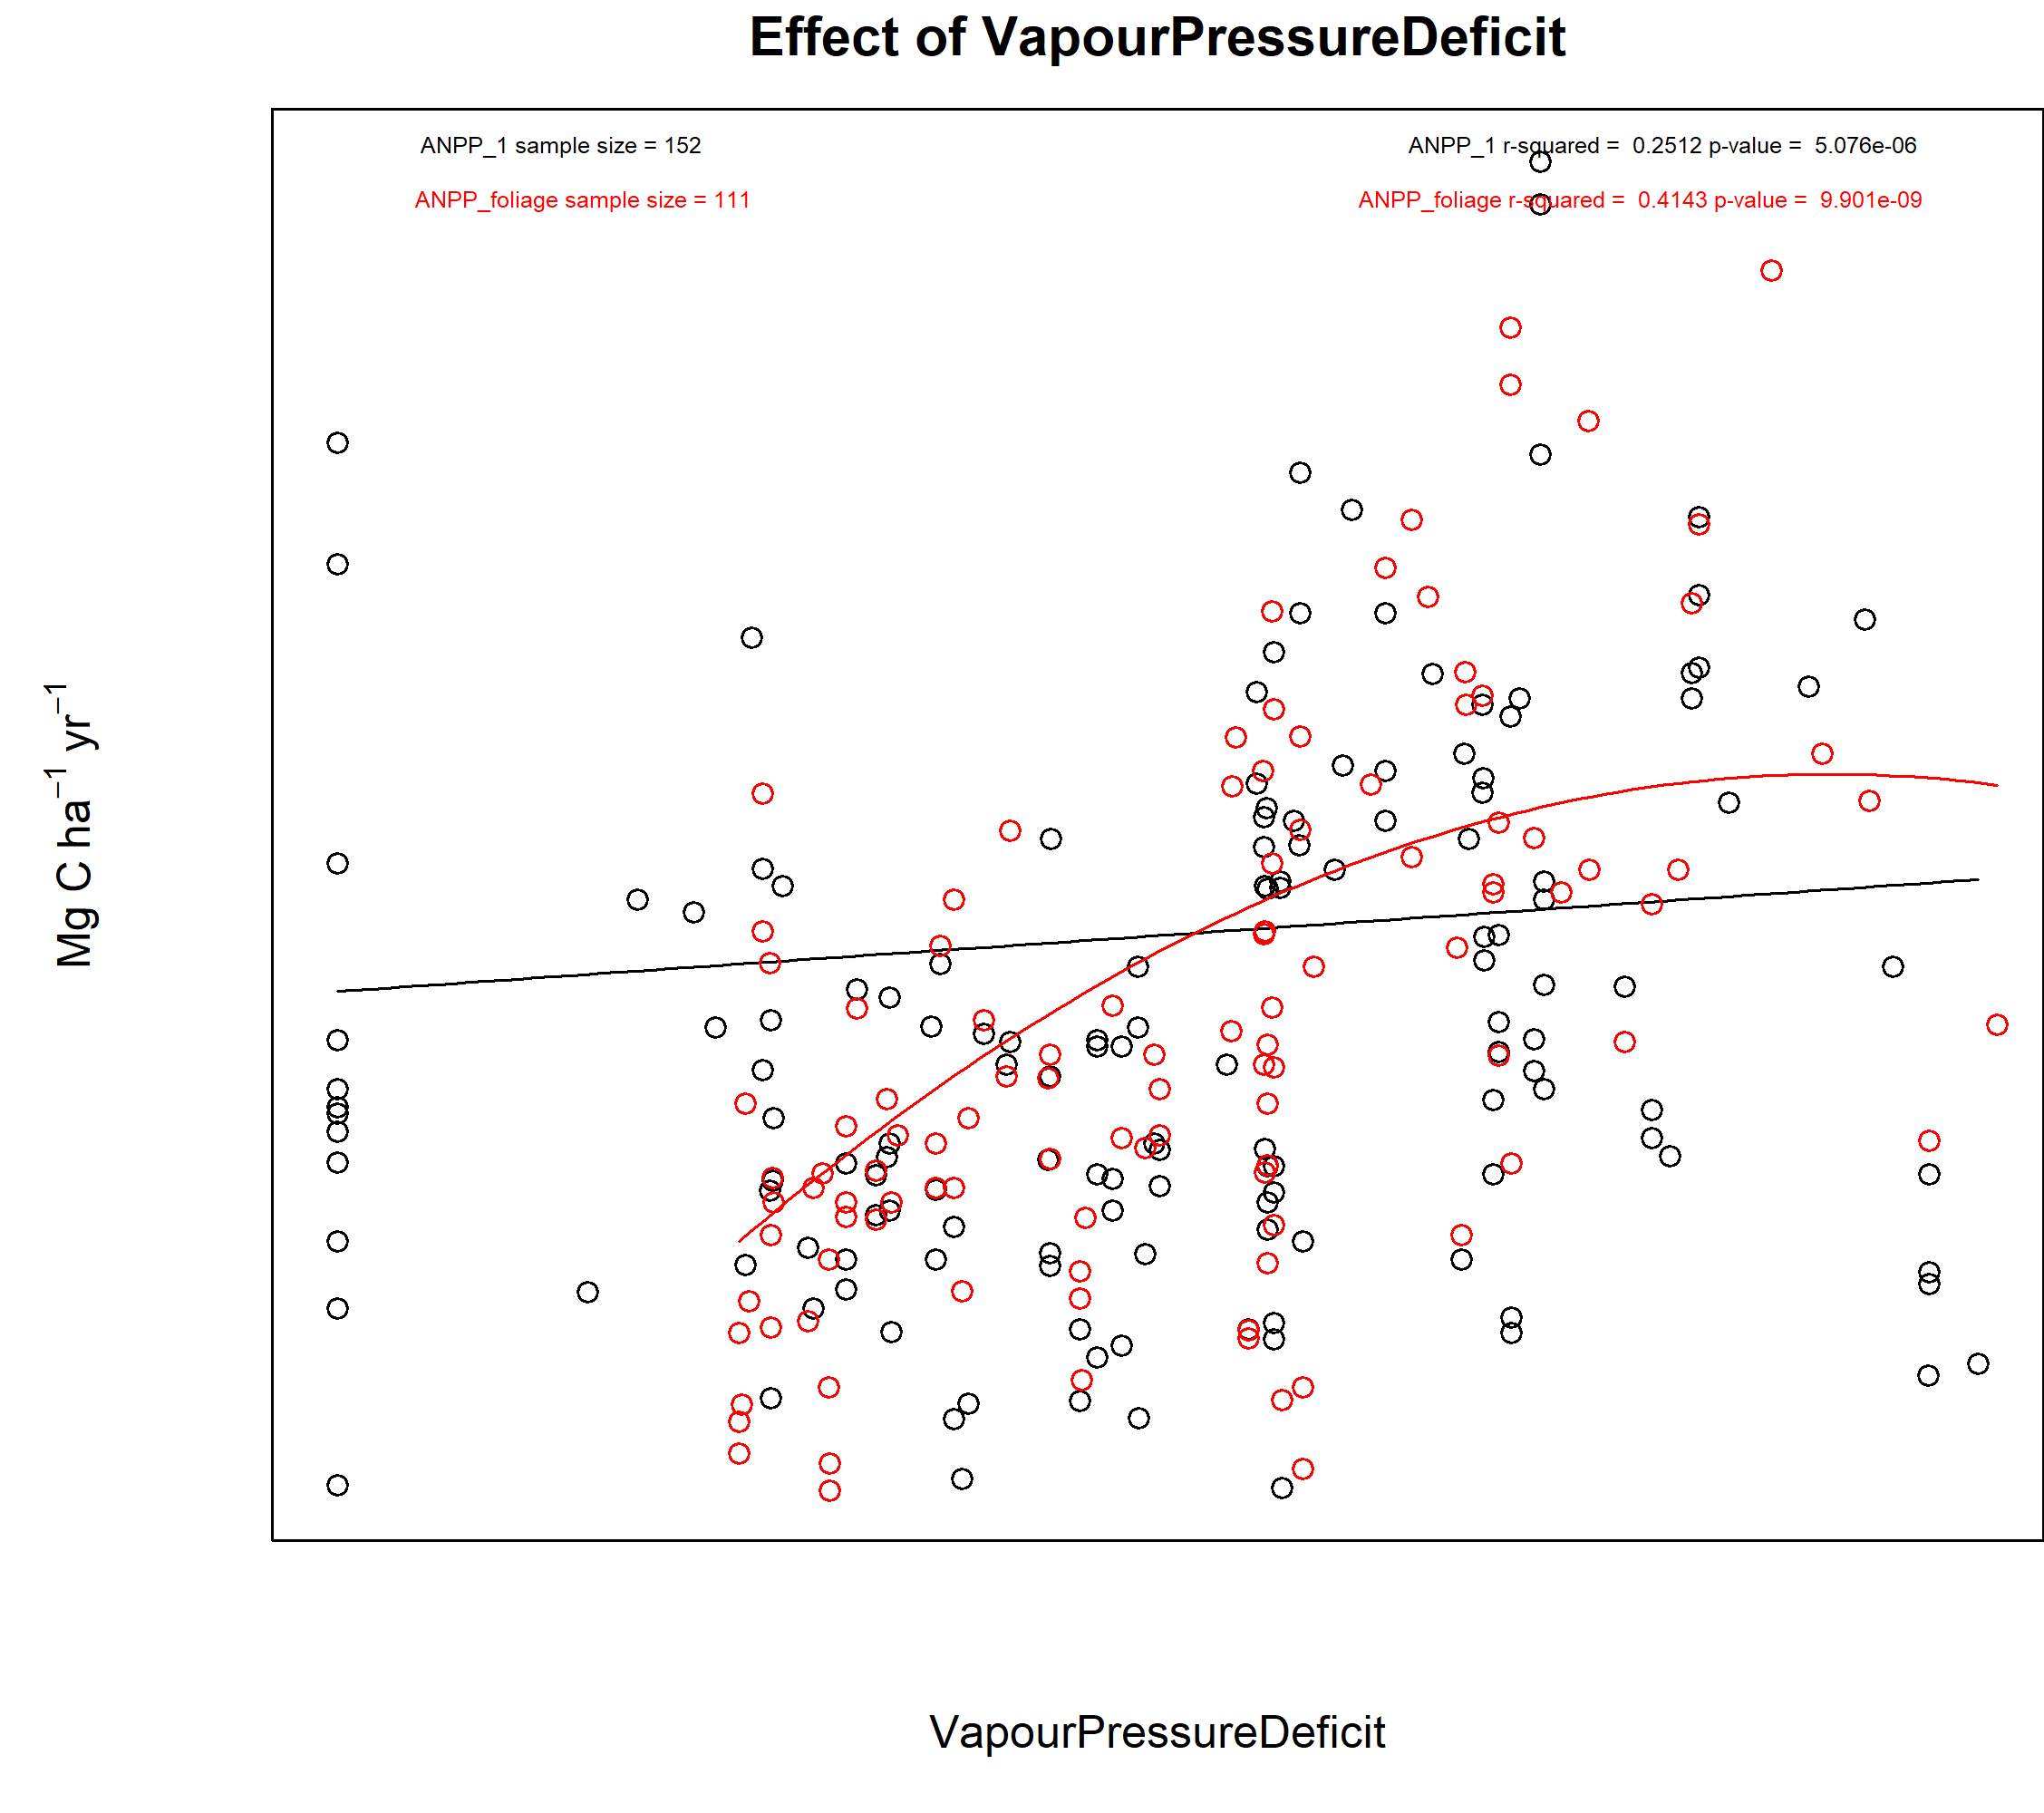 Effect of VapourPressureDeficit
ANPP_1 sample size = 152
ANPP_1 r-squared =  0.2512 p-value =  5.076e-06
ANPP_foliage sample size = 111
ANPP_foliage r-squared =  0.4143 p-value =  9.901e-09
Mg C ha⁻¹ yr⁻¹
VapourPressureDeficit